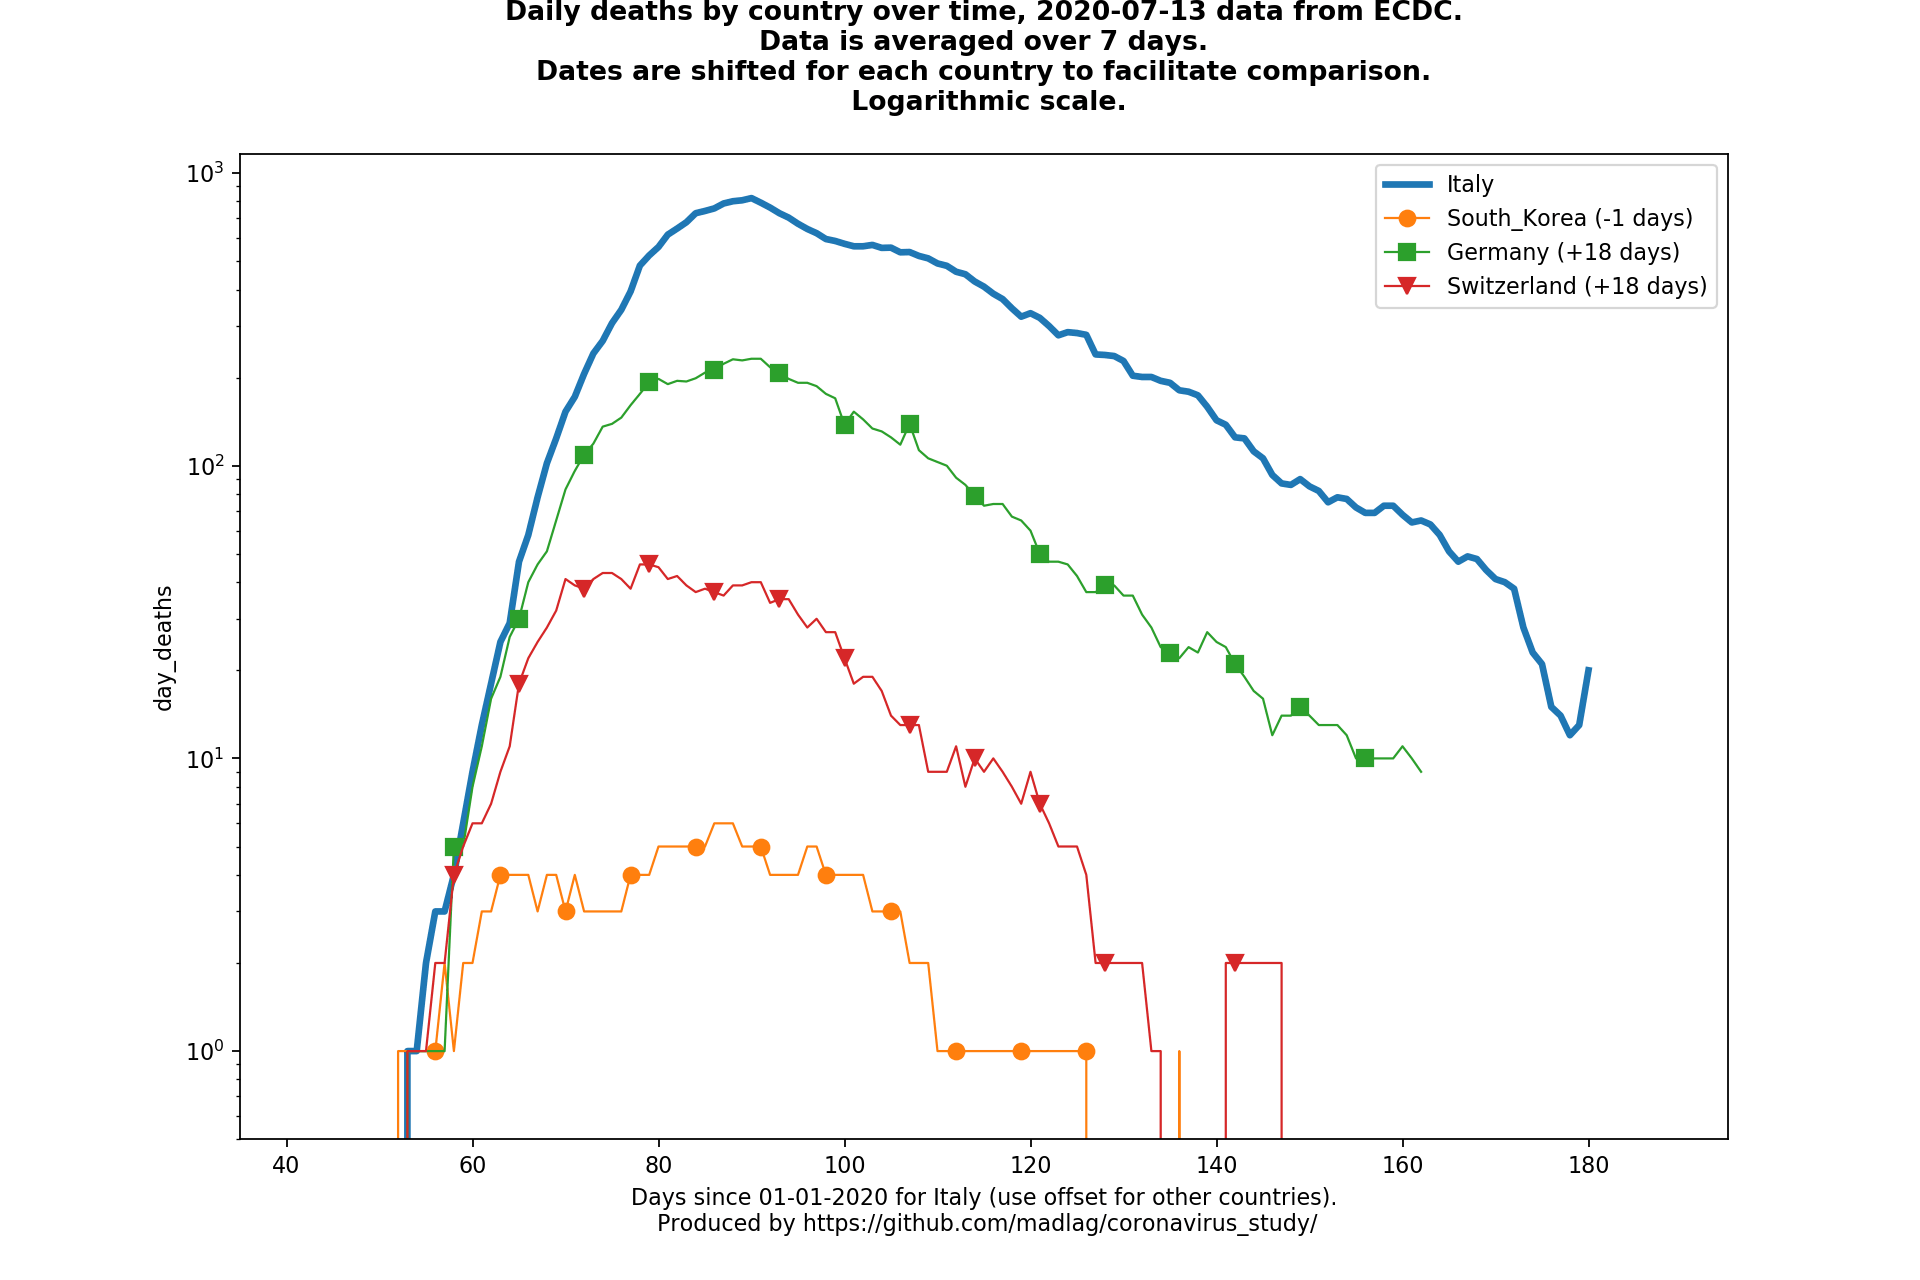 Daily deaths by country over time, 2020-07-13 data from ECDC.
Data is averaged over 7 days.
Dates are shifted for each country to facilitate comparison.
Logarithmic scale.
10³
10²
10¹
10⁰
day_deaths
Italy
South_Korea (-1 days)
Germany (+18 days)
Switzerland (+18 days)
40 60 80 100 120 140 160 180
Days since 01-01-2020 for Italy (use offset for other countries).
Produced by https://github.com/madlag/coronavirus_study/